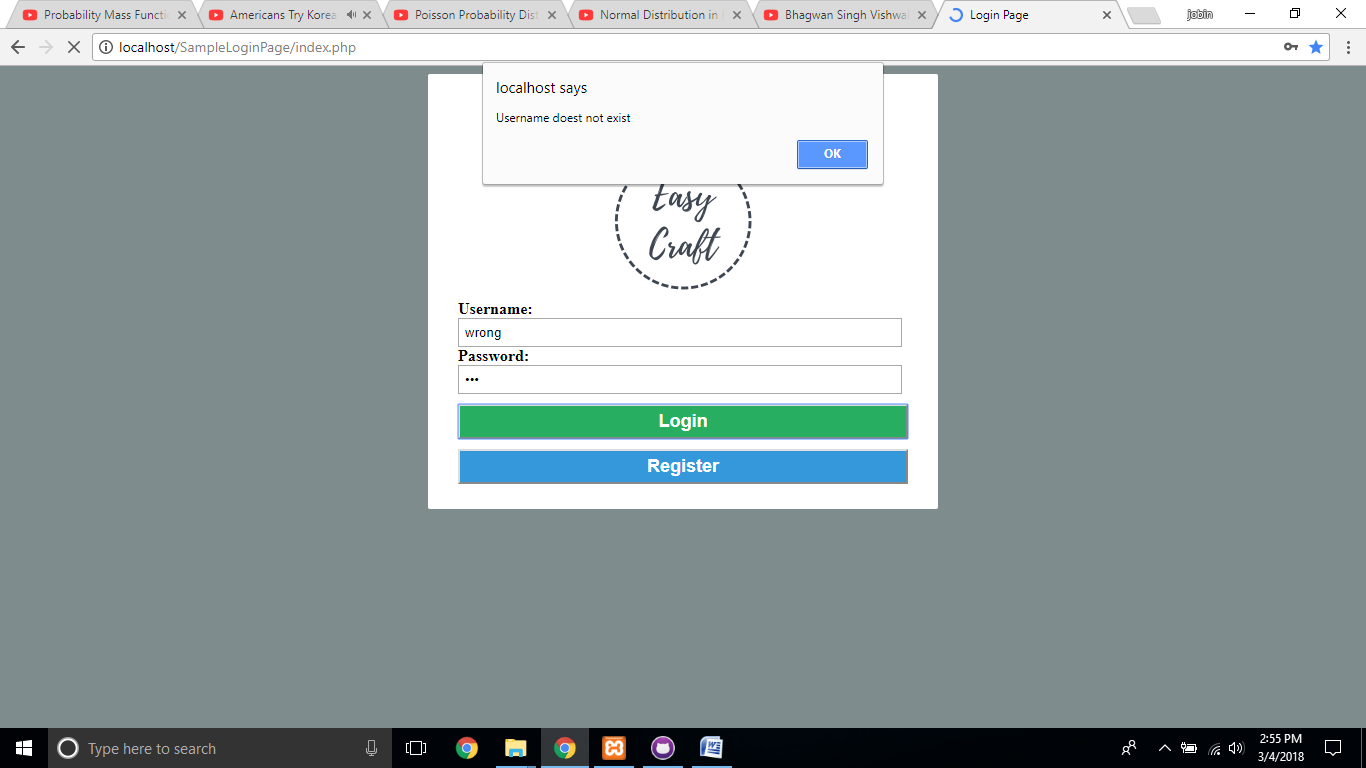 Probability Mass Functi
Americans Try Korea
Poisson Probability Dist
Normal Distribution in
Bhagwan Singh Vishwa
Login Page
jobin
localhost/SampleLoginPage/index.php
localhost says
Username doest not exist
OK
Easy
Craft
Username:
wrong
Password:
•••
Login
Register
Type here to search
2:55 PM
3/4/2018